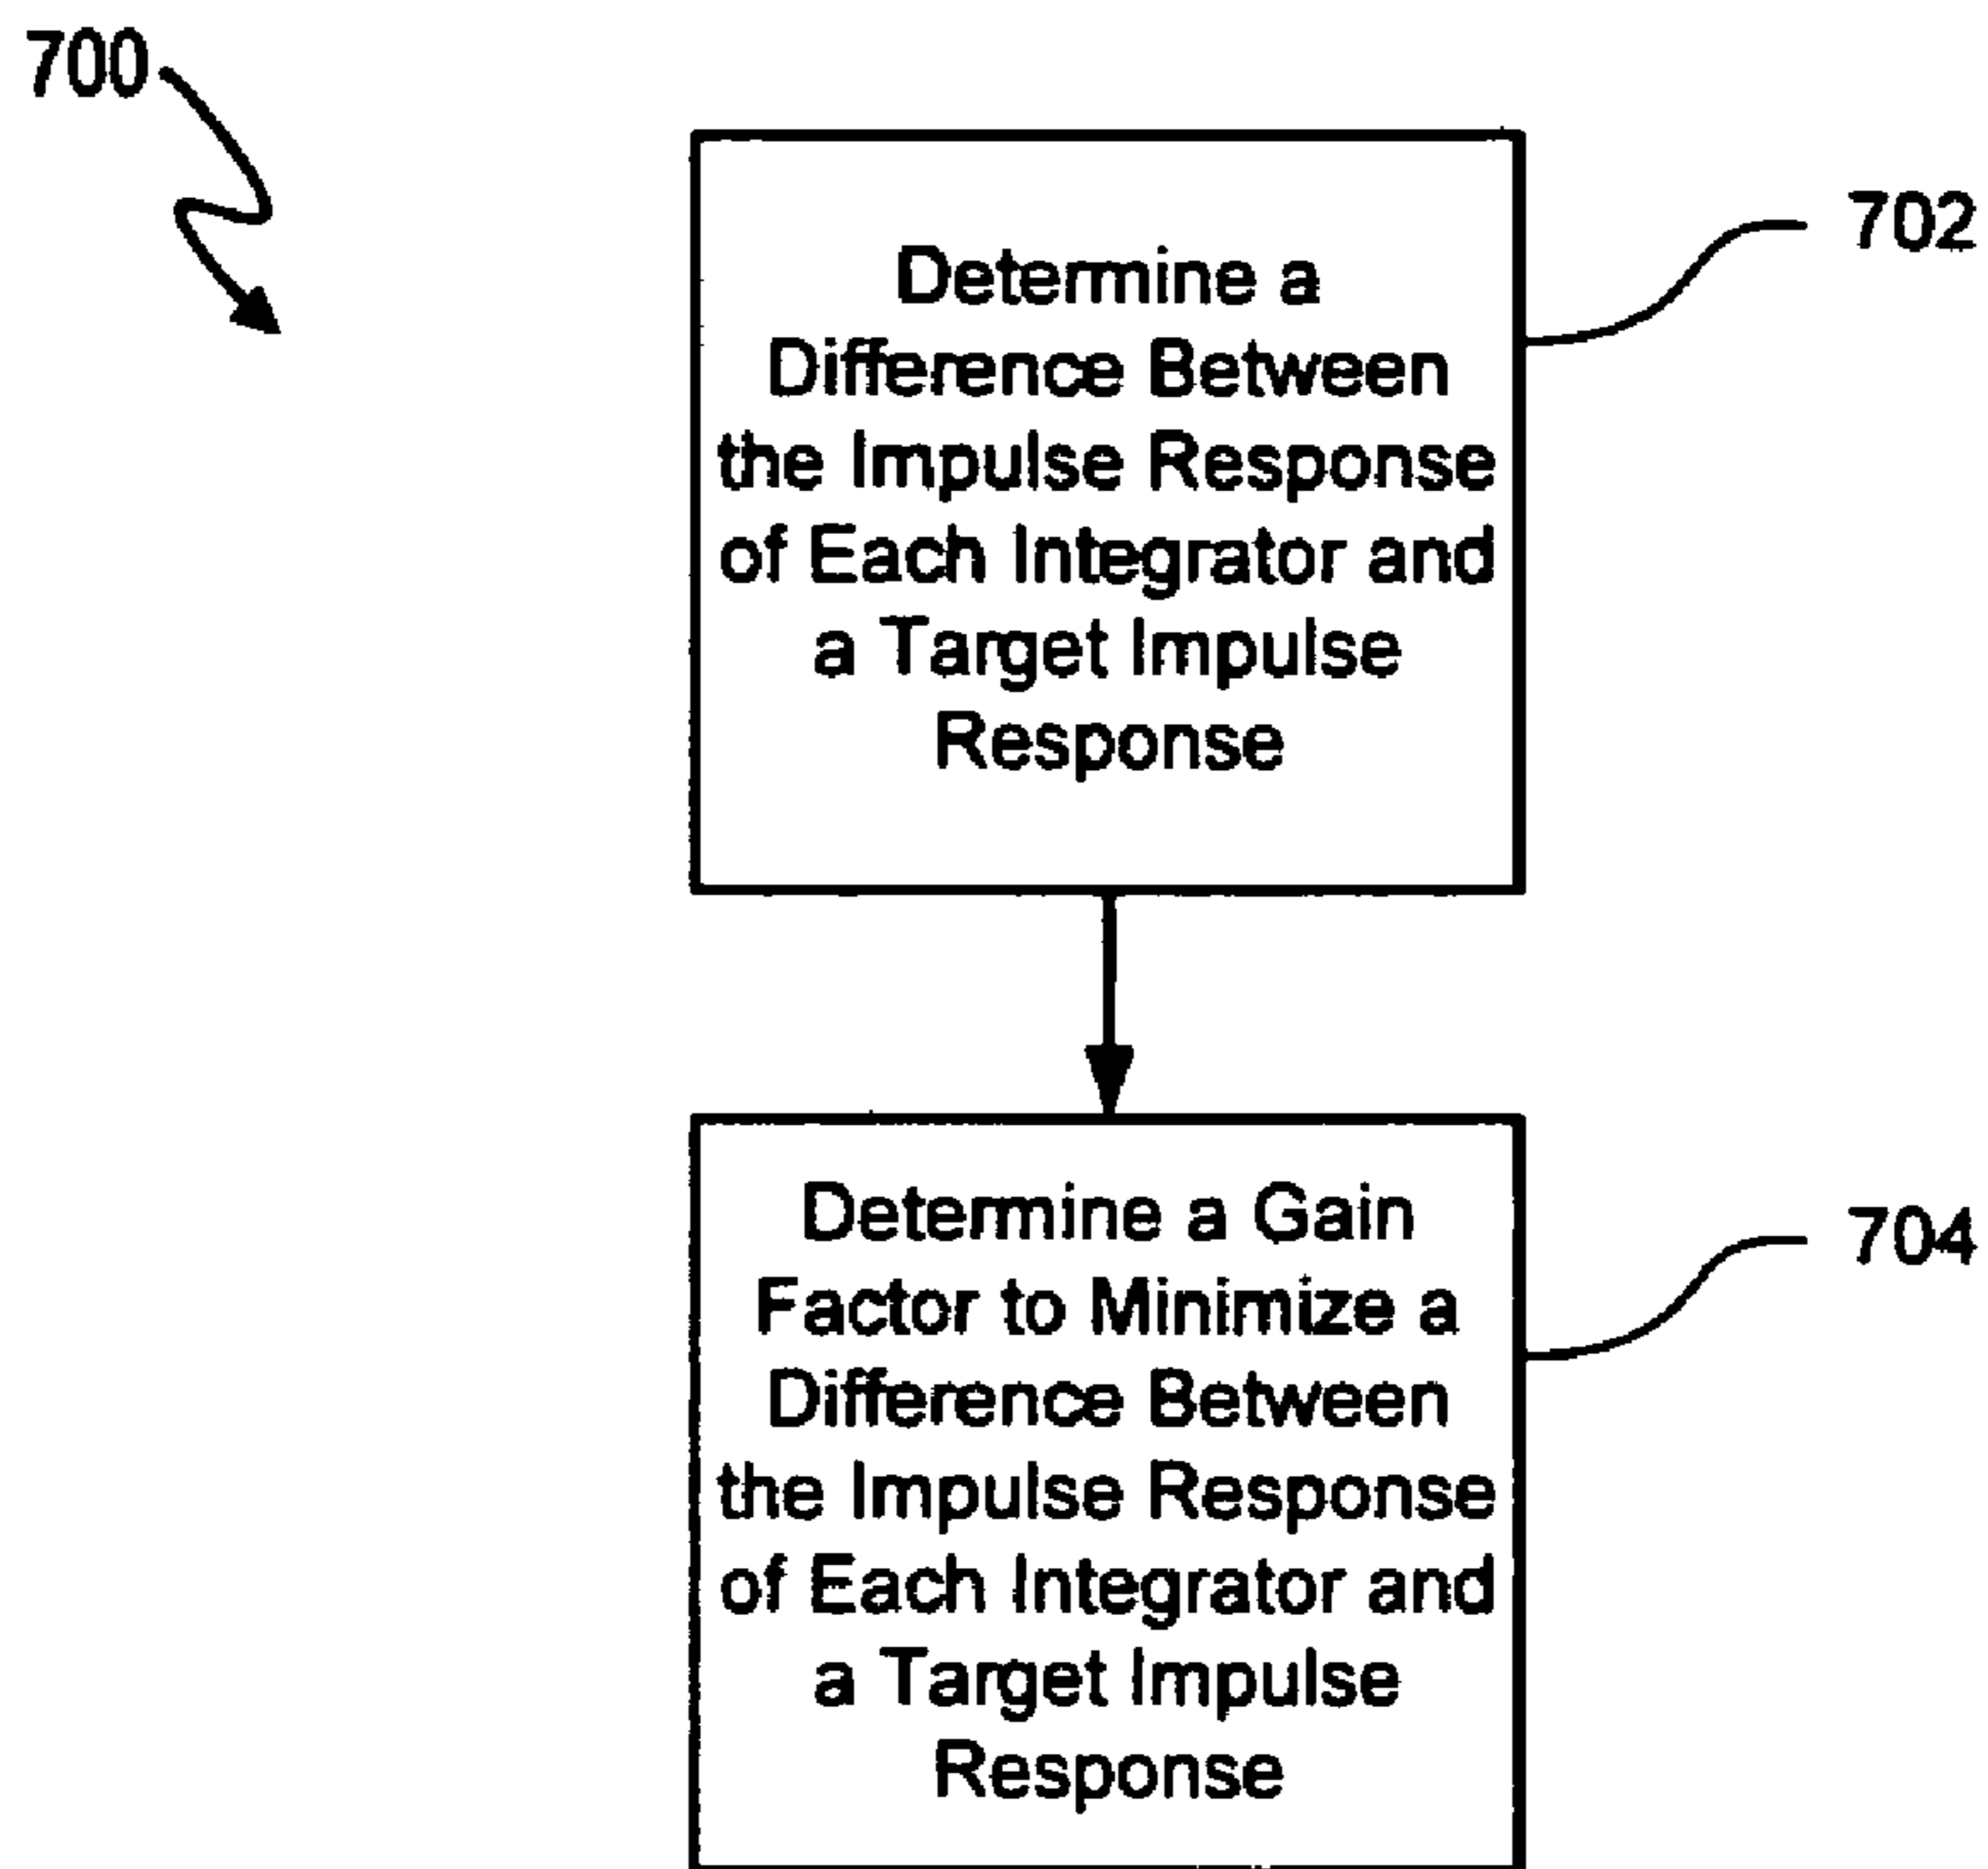 700
702
Determine a
Difference Between
the Impulse Response
of Each Integrator and
a Target Impulse
Response
704
Determine a Gain
Factor to Minimize a
Difference Between
the Impulse Response
of Each Integrator and
a Target Impulse
Response